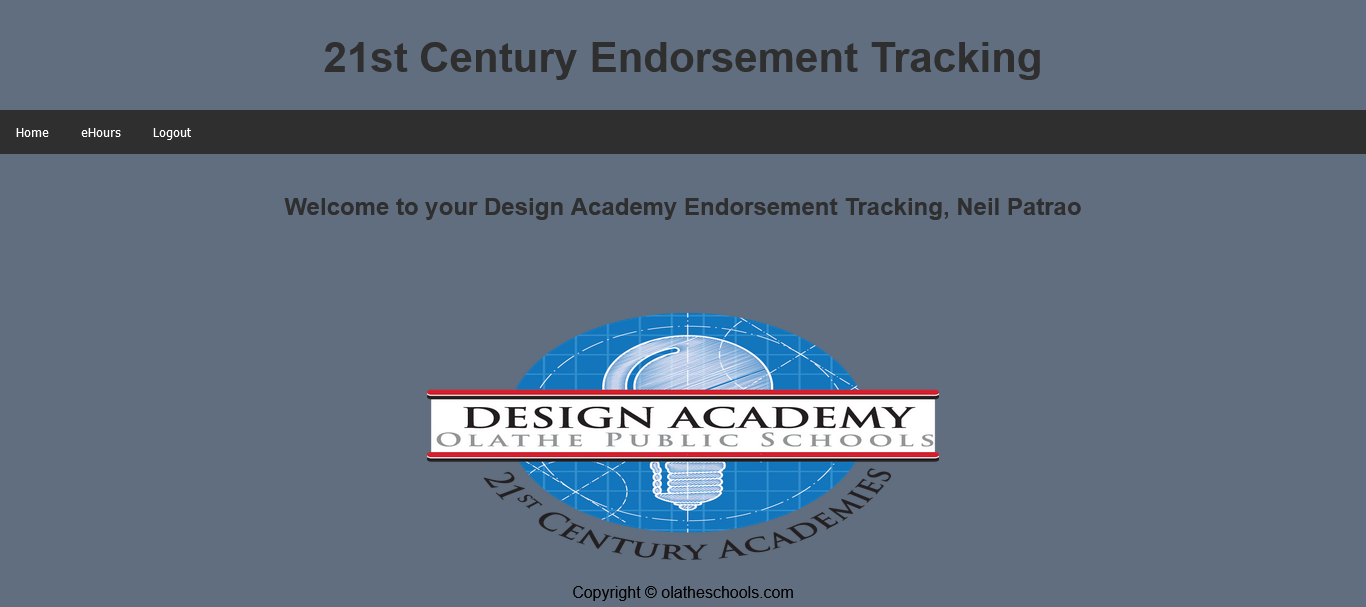 21st Century Endorsement Tracking
Home eHours Logout
Welcome to your Design Academy Endorsement Tracking, Neil Patrao
DESIGN ACADEMY
OLATHE PUBLIC SCHOOLS
21ST CENTURY ACADEMIES
Copyright © olatheschools.com